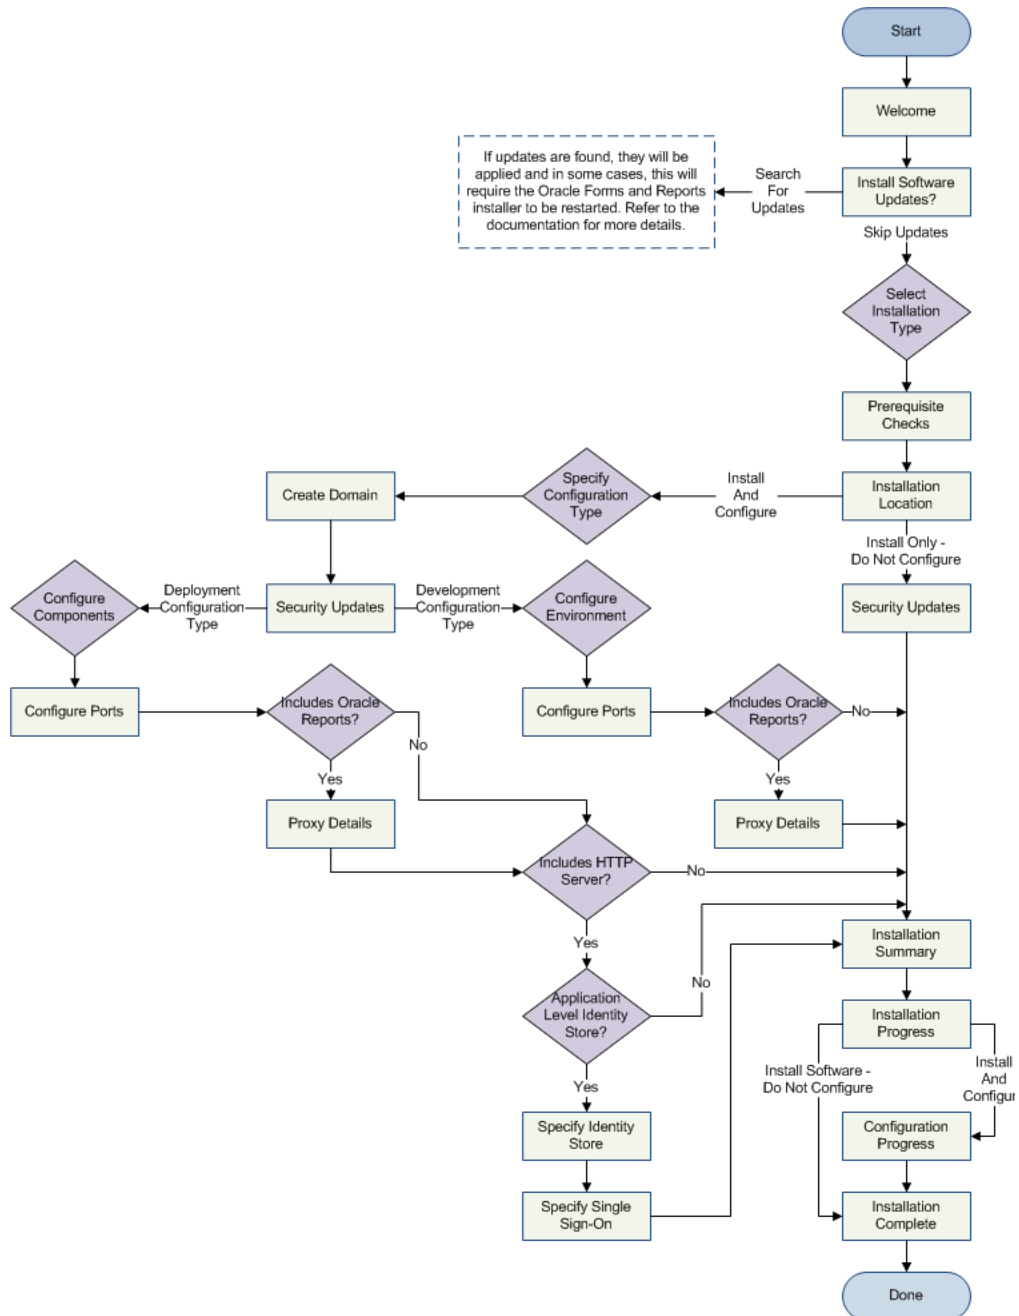 Start
Welcome
If updates are found, they will be
applied and in some cases, this will
require the Oracle Forms and Reports
installer to be restarted. Refer to the
documentation for more details.
Search
For
Updates
Install Software
Updates?
Skip Updates
Select
Installation
Type
Prerequisite
Checks
Create Domain
Specify
Configuration
Type
Install
And
Configure
Installation
Location
Install Only -
Do Not Configure
Configure
Components
Deployment
Configuration
Type
Security Updates
Development
Configuration
Type
Configure
Environment
Security Updates
Configure Ports
Includes Oracle
Reports?
No
Yes
Configure Ports
Includes Oracle
Reports?
No
Yes
Proxy Details
Proxy Details
Includes HTTP
Server?
No
Yes
Installation
Summary
Application
Level Identity
Store?
No
Yes
Installation
Progress
Install Software -
Do Not Configure
Install
And
Configur
Specify Identity
Store
Configuration
Progress
Specify Single
Sign-On
Installation
Complete
Done